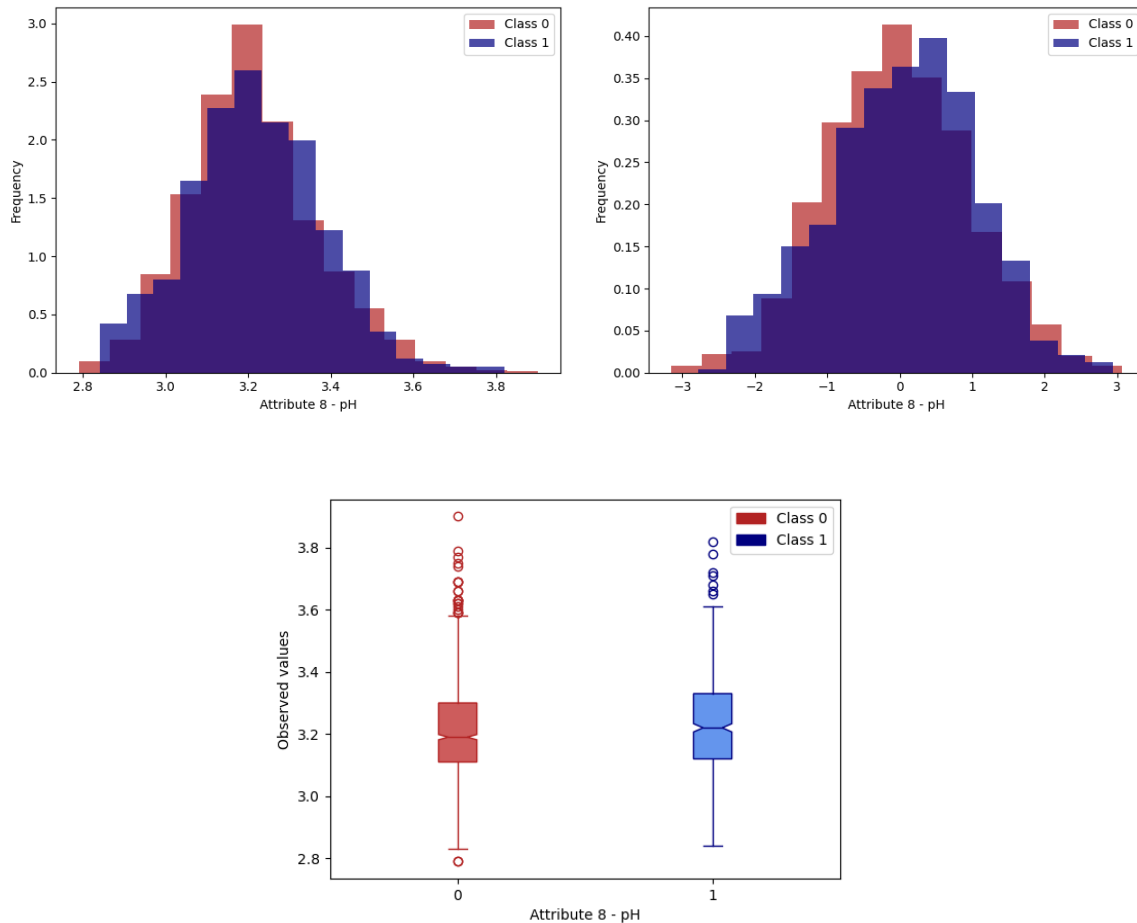 3.0
2.5
2.0
1.5
1.0
0.5
0.0
Frequency
2.8 3.0 3.2 3.4 3.6 3.8
Attribute 8 - pH
Class 0
Class 1
0.40
0.35
0.30
0.25
0.20
0.15
0.10
0.05
0.00
Frequency
−3 −2 −1 0 1 2 3
Attribute 8 - pH
Class 0
Class 1
3.8
3.6
3.4
3.2
3.0
2.8
Observed values
0 1
Attribute 8 - pH
Class 0
Class 1